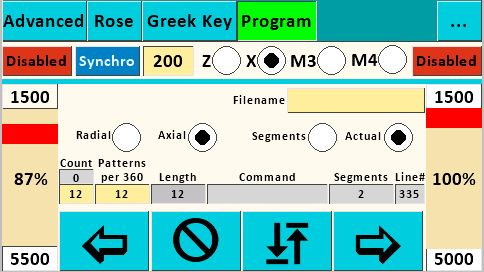 Advanced Rose Greek Key Program ...
Disabled Synchro 200 Z X M3 M4 Disabled
1500 Filename 1500
Radial Axial Segments Actual
87% Count Patterns per 360 Length Command Segments Line# 100%
0
12 12 12 2 335
5500 5000